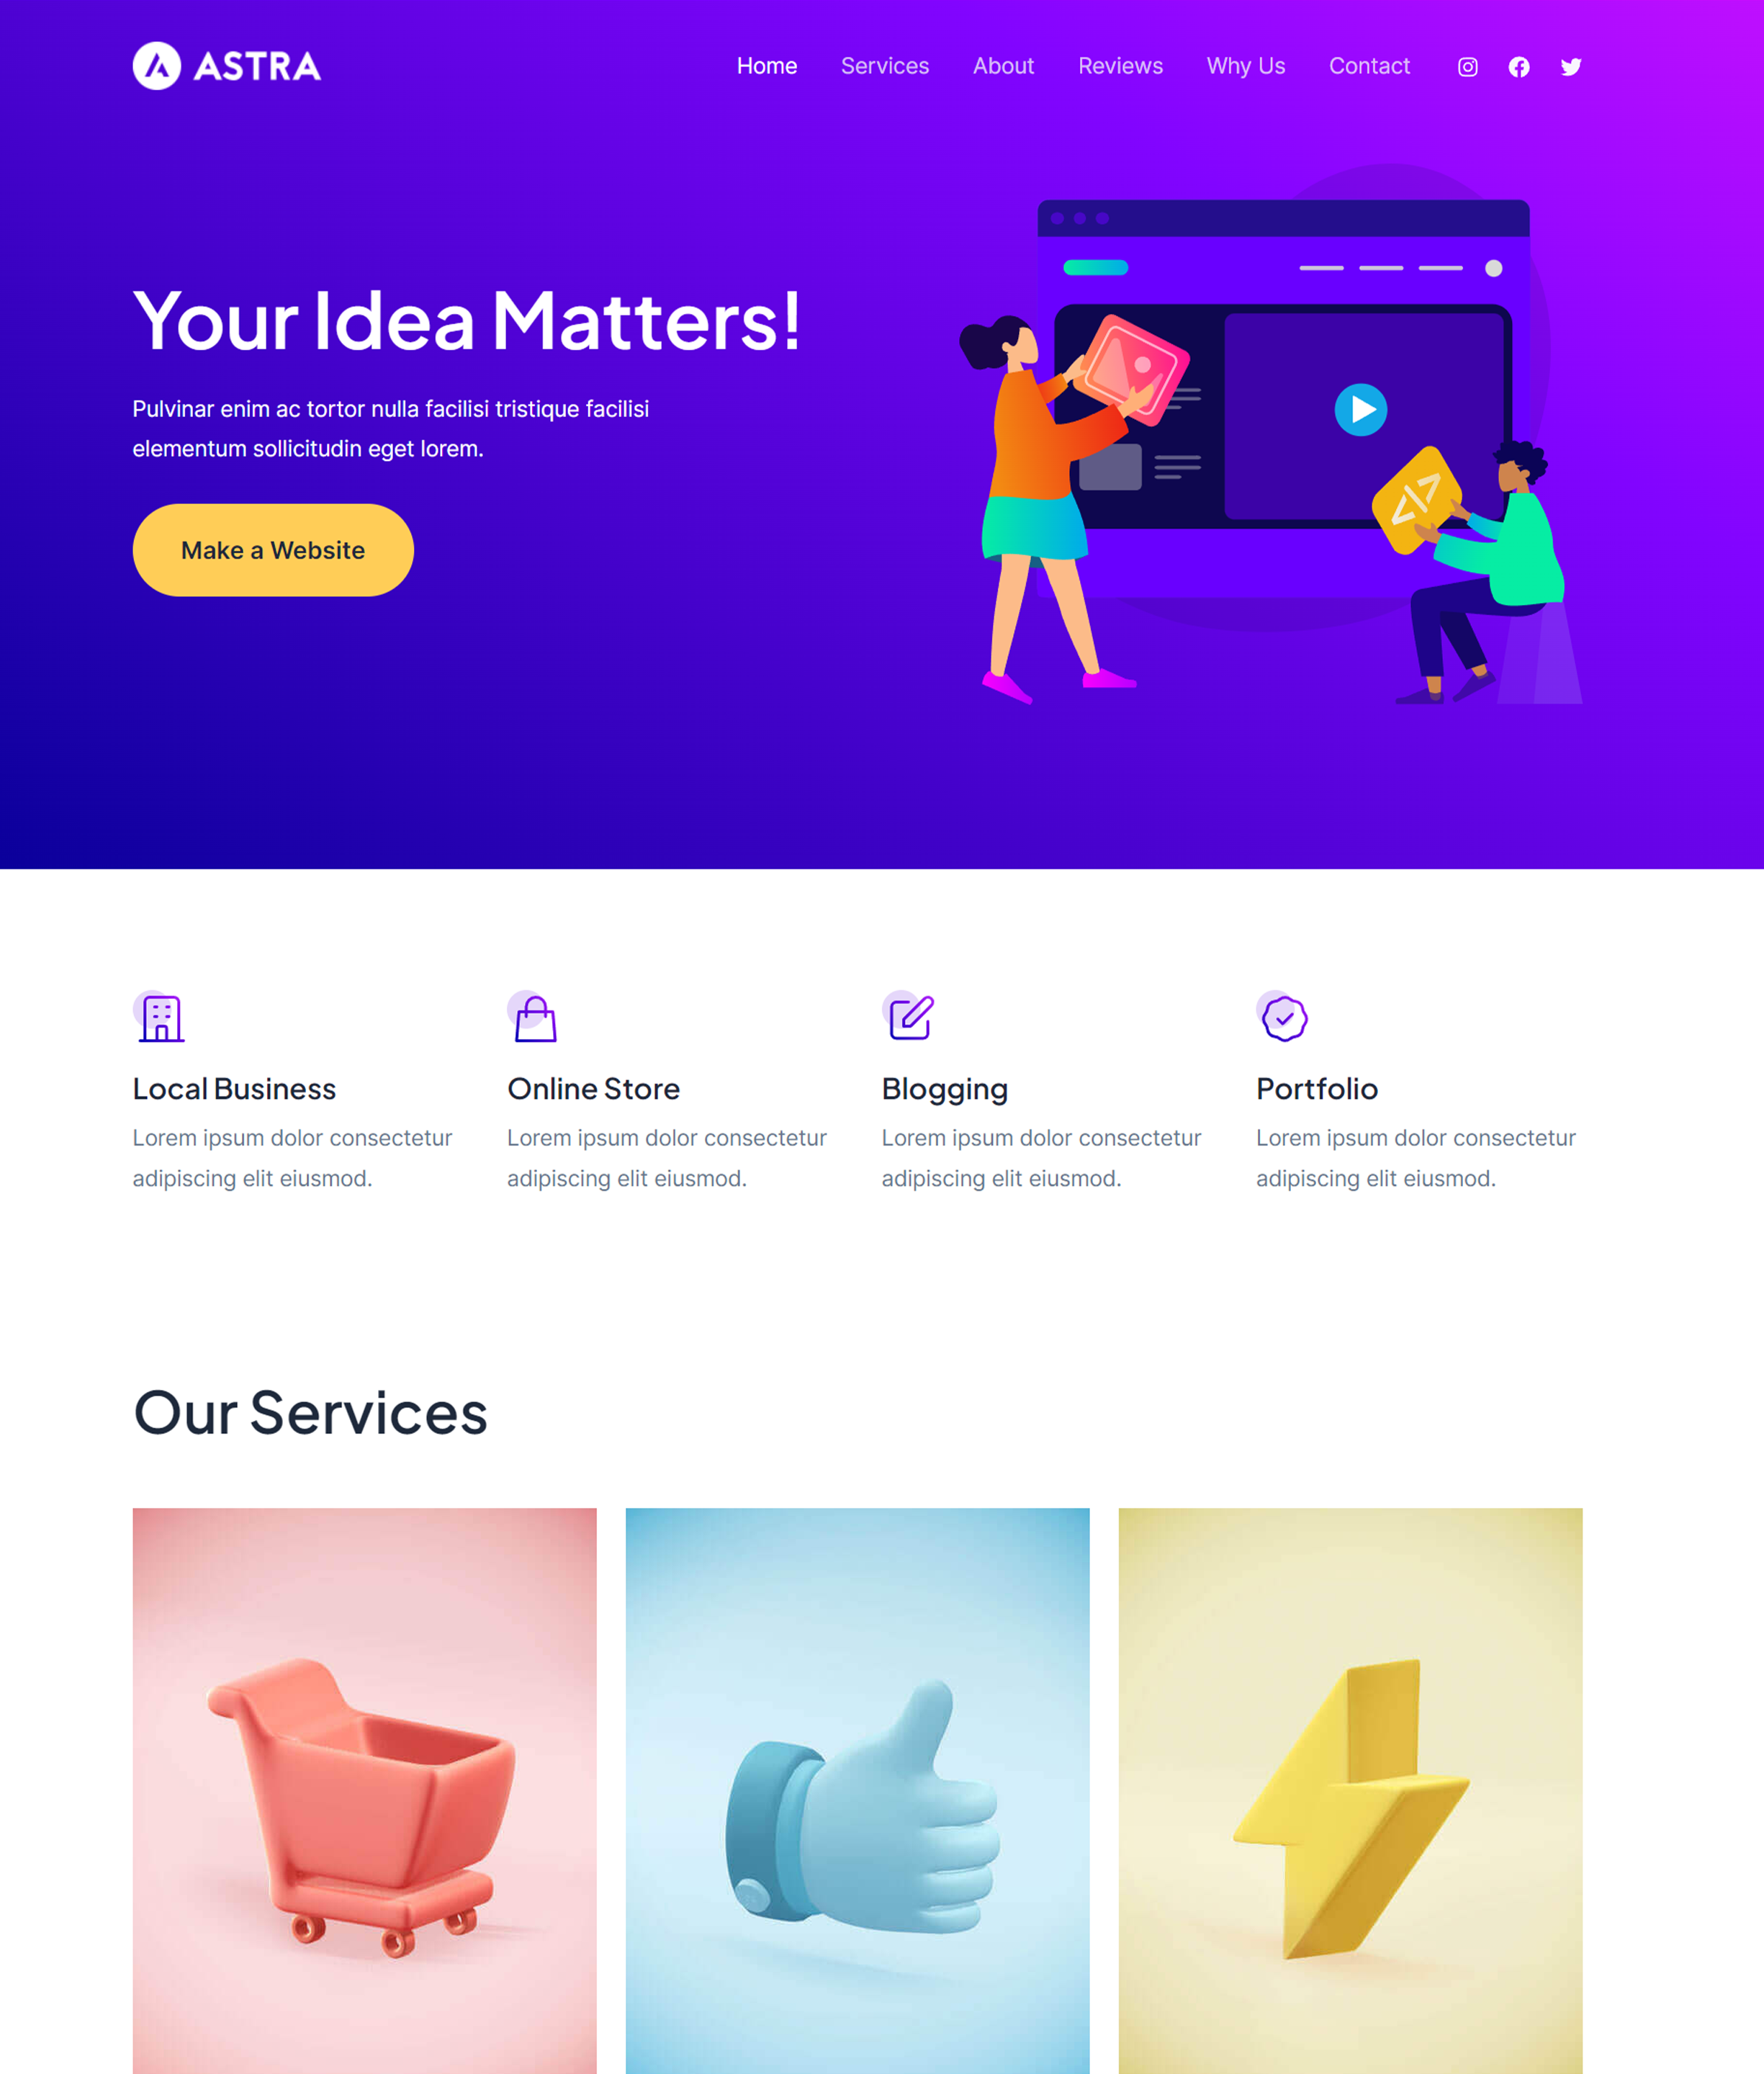 ASTRA
Home Services About Reviews Why Us Contact
Your Idea Matters!
Pulvinar enim ac tortor nulla facilisi tristique facilisi
elementum sollicitudin eget lorem.
Make a Website
</>
Local Business
Lorem ipsum dolor consectetur
adipiscing elit eiusmod.
Online Store
Lorem ipsum dolor consectetur
adipiscing elit eiusmod.
Blogging
Lorem ipsum dolor consectetur
adipiscing elit eiusmod.
Portfolio
Lorem ipsum dolor consectetur
adipiscing elit eiusmod.
Our Services